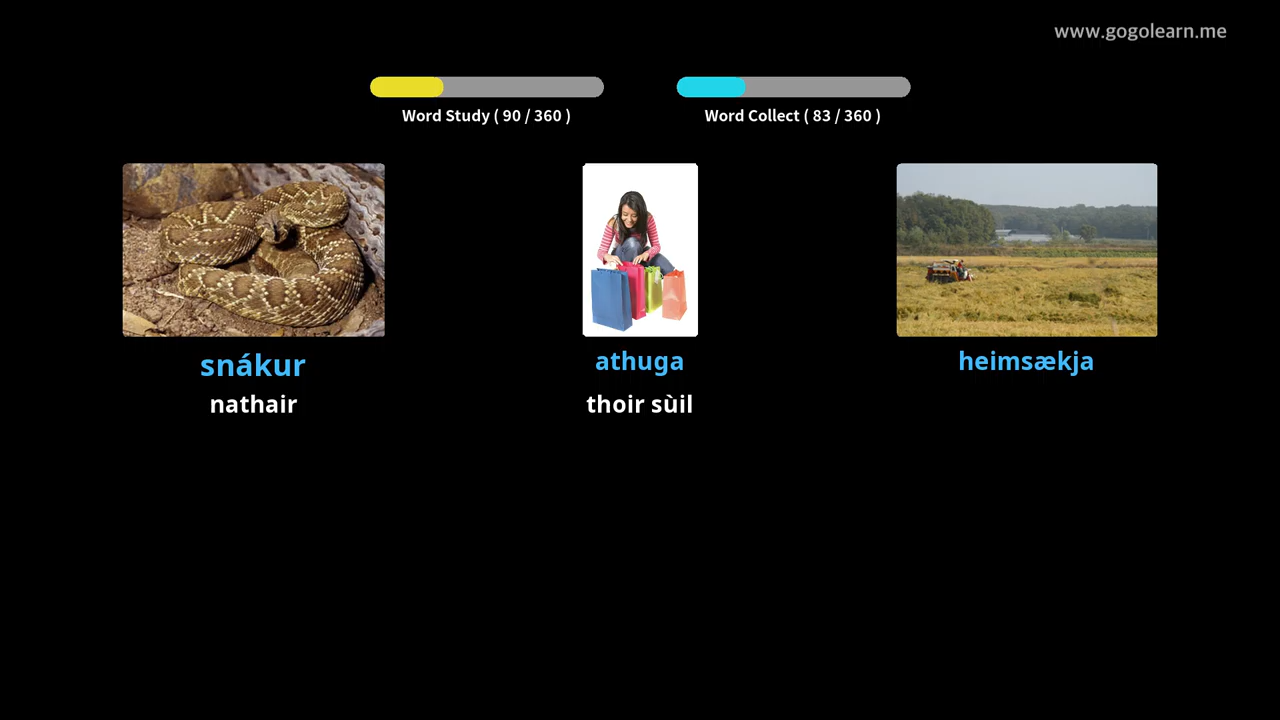 www.gogolearn.me
Word Study ( 90 / 360 )
Word Collect ( 83 / 360 )
snákur
nathair
athuga
thoir sùil
heimsækja